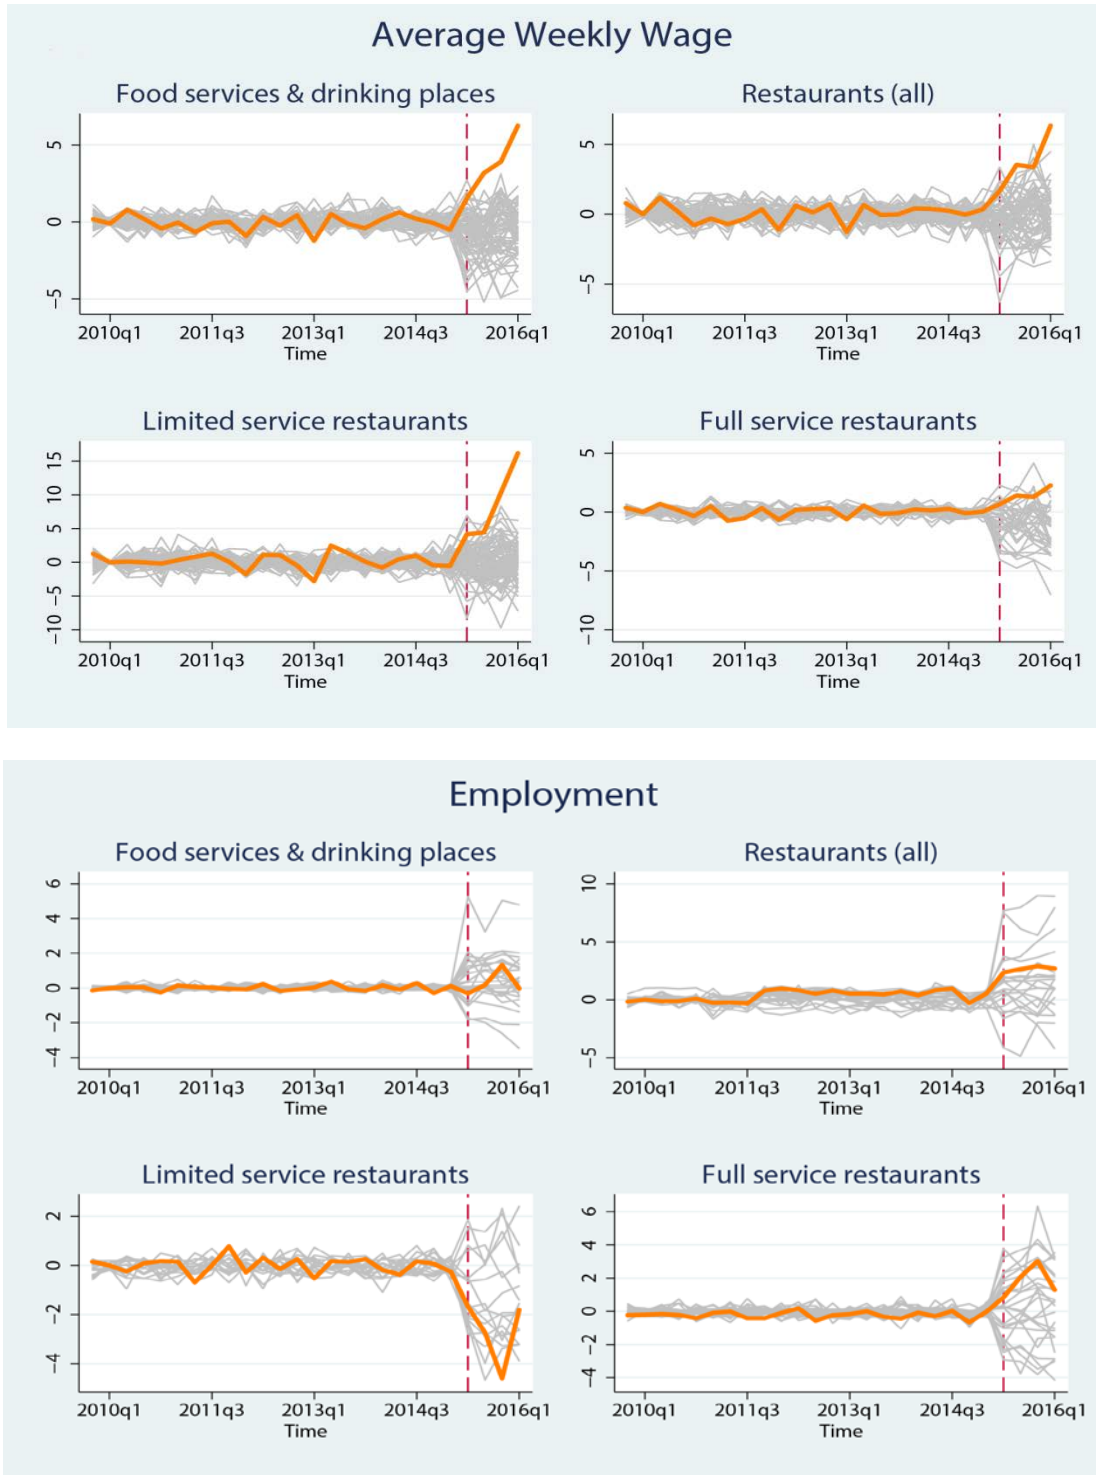 Average Weekly Wage
Food services & drinking places
5
0
−5
2010q1 2011q3 2013q1 2014q3 2016q1
Time
Restaurants (all)
5
0
−5
2010q1 2011q3 2013q1 2014q3 2016q1
Time
Limited service restaurants
15
10
5
0
−5
−10
2010q1 2011q3 2013q1 2014q3 2016q1
Time
Full service restaurants
5
0
−5
−10
2010q1 2011q3 2013q1 2014q3 2016q1
Time
Employment
Food services & drinking places
6
4
2
0
−2
−4
2010q1 2011q3 2013q1 2014q3 2016q1
Time
Restaurants (all)
10
5
0
−5
2010q1 2011q3 2013q1 2014q3 2016q1
Time
Limited service restaurants
2
0
−2
−4
2010q1 2011q3 2013q1 2014q3 2016q1
Time
Full service restaurants
6
4
2
0
−2
−4
2010q1 2011q3 2013q1 2014q3 2016q1
Time